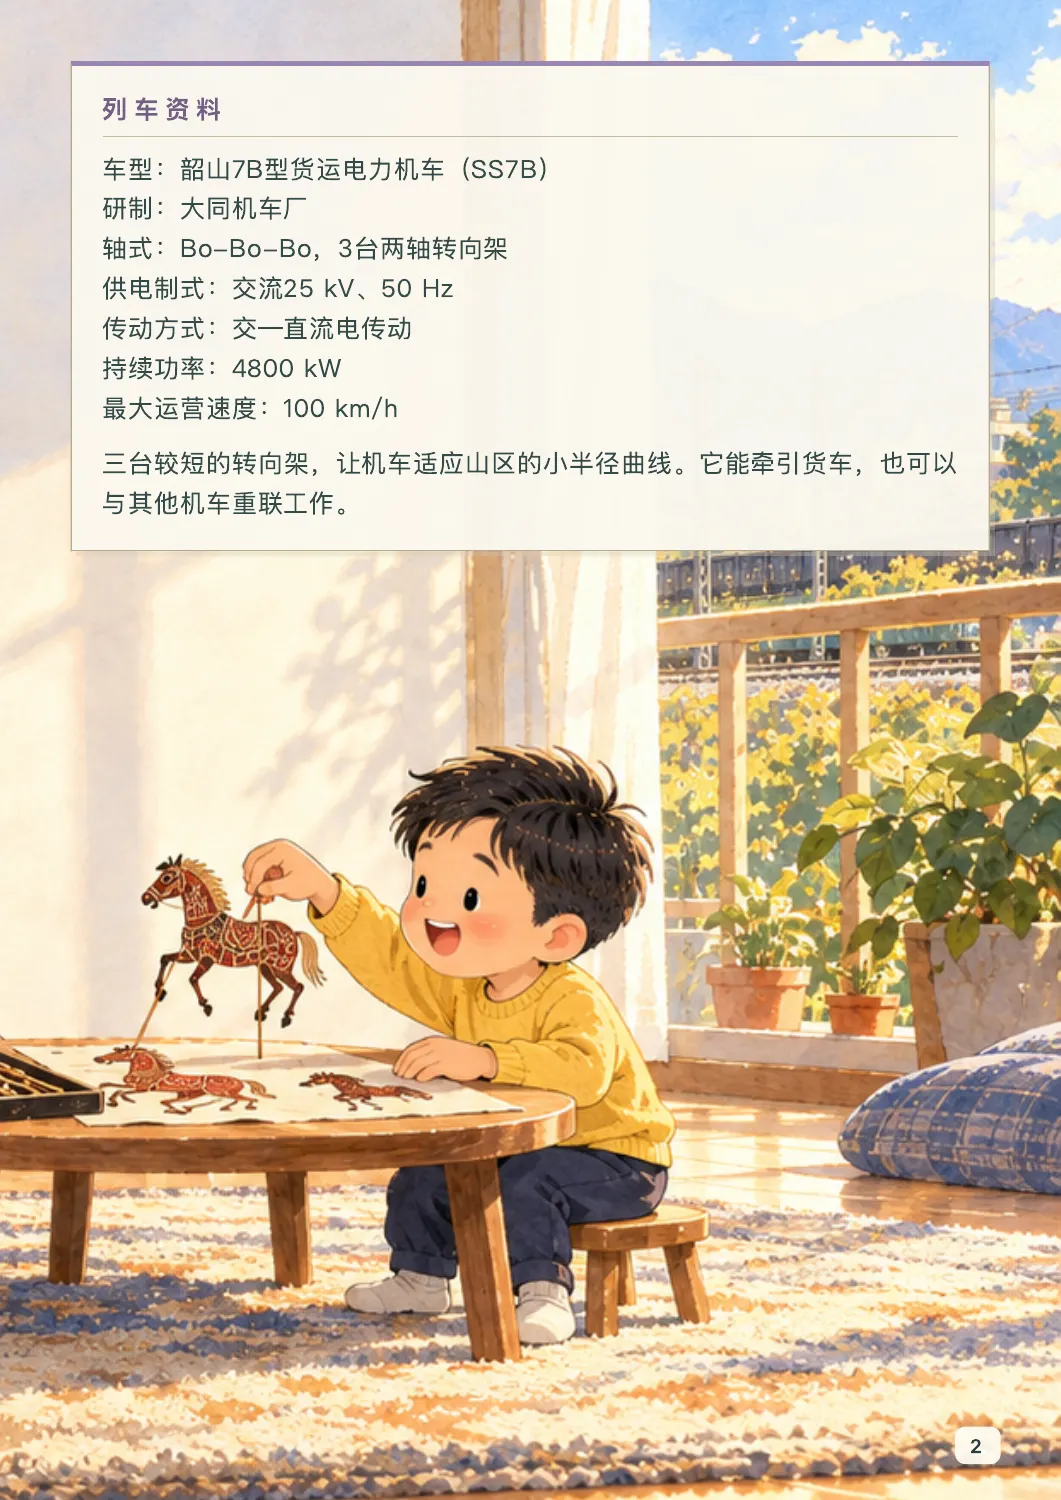 列车资料
车型：韶山7B型货运电力机车（SS7B）
研制：大同机车厂
轴式：Bo–Bo–Bo，3台两轴转向架
供电制式：交流25 kV、50 Hz
传动方式：交—直流电传动
持续功率：4800 kW
最大运营速度：100 km/h
三台较短的转向架，让机车适应山区的小半径曲线。它能牵引货车，也可以
与其他机车重联工作。
2